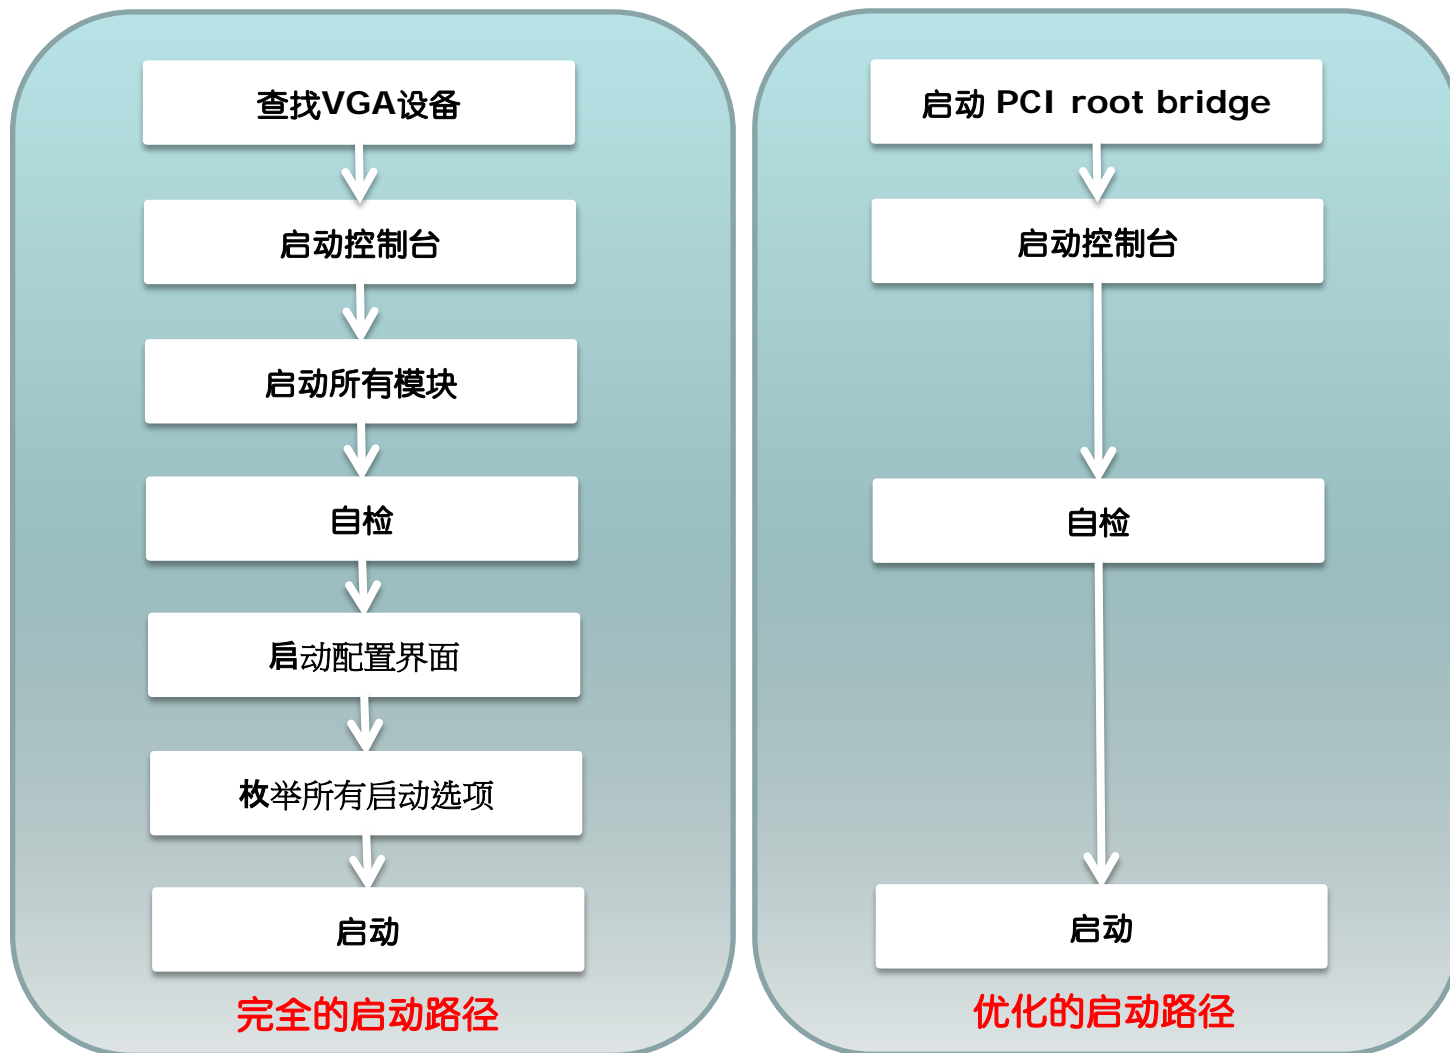 查找VGA设备
启动控制台
启动所有模块
自检
启动配置界面
枚举所有启动选项
启动
完全的启动路径
启动 PCI root bridge
启动控制台
自检
启动
优化的启动路径